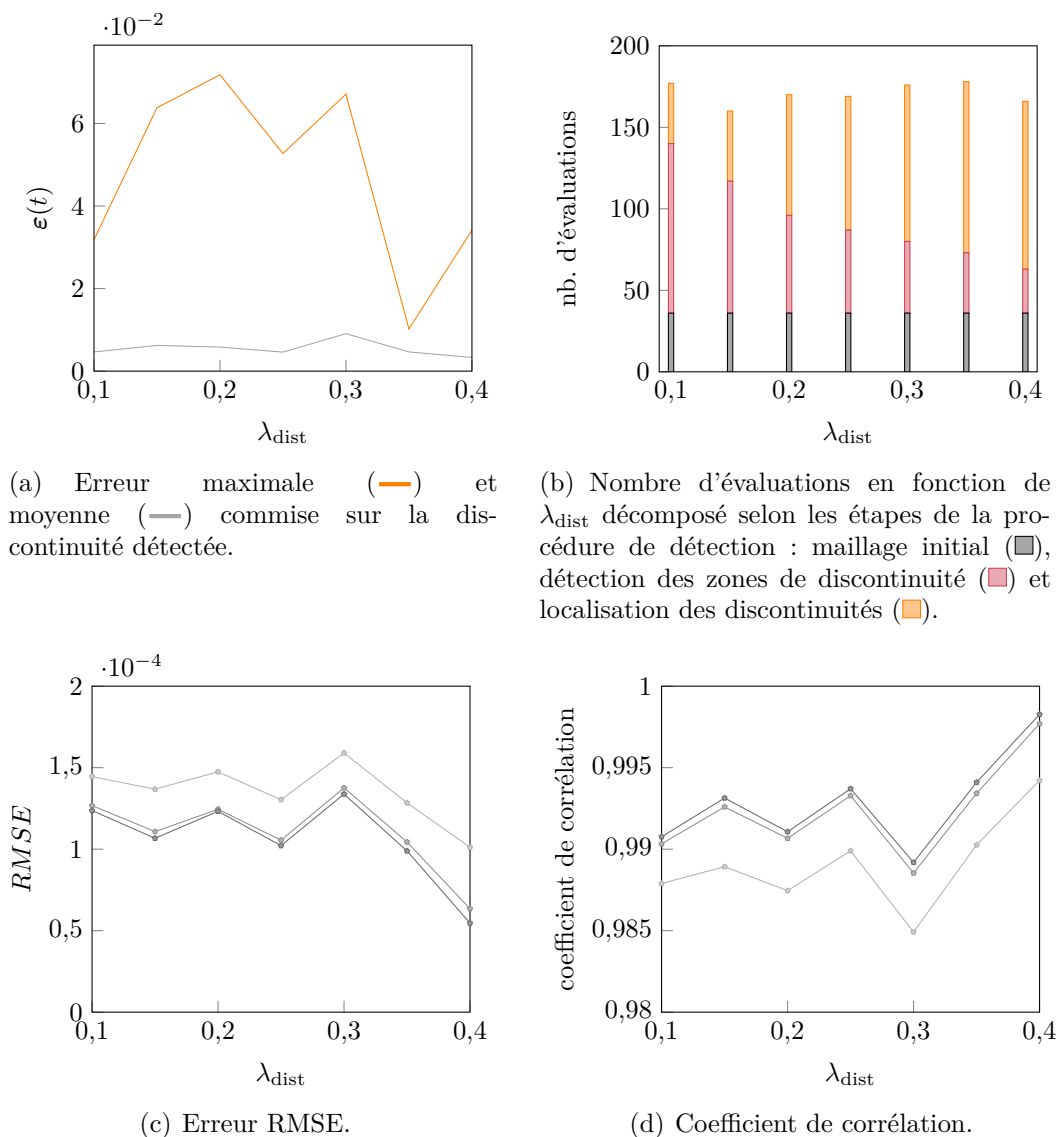 ·10−2
6
4
2
0
ε(t)
0,1 0,2 0,3 0,4
λdist
(a) Erreur maximale ( ) et
moyenne ( ) commise sur la dis-
continuité détectée.
200
150
100
50
0
nb. d'évaluations
0,1 0,2 0,3 0,4
λdist
(b) Nombre d'évaluations en fonction de
λdist décomposé selon les étapes de la pro-
cédure de détection : maillage initial ( ),
détection des zones de discontinuité ( ) et
localisation des discontinuités ( ).
·10−4
2
1,5
1
0,5
0
RMSE
0,1 0,2 0,3 0,4
λdist
(c) Erreur RMSE.
1
0,995
0,99
0,985
0,98
coefficient de corrélation
0,1 0,2 0,3 0,4
λdist
(d) Coefficient de corrélation.